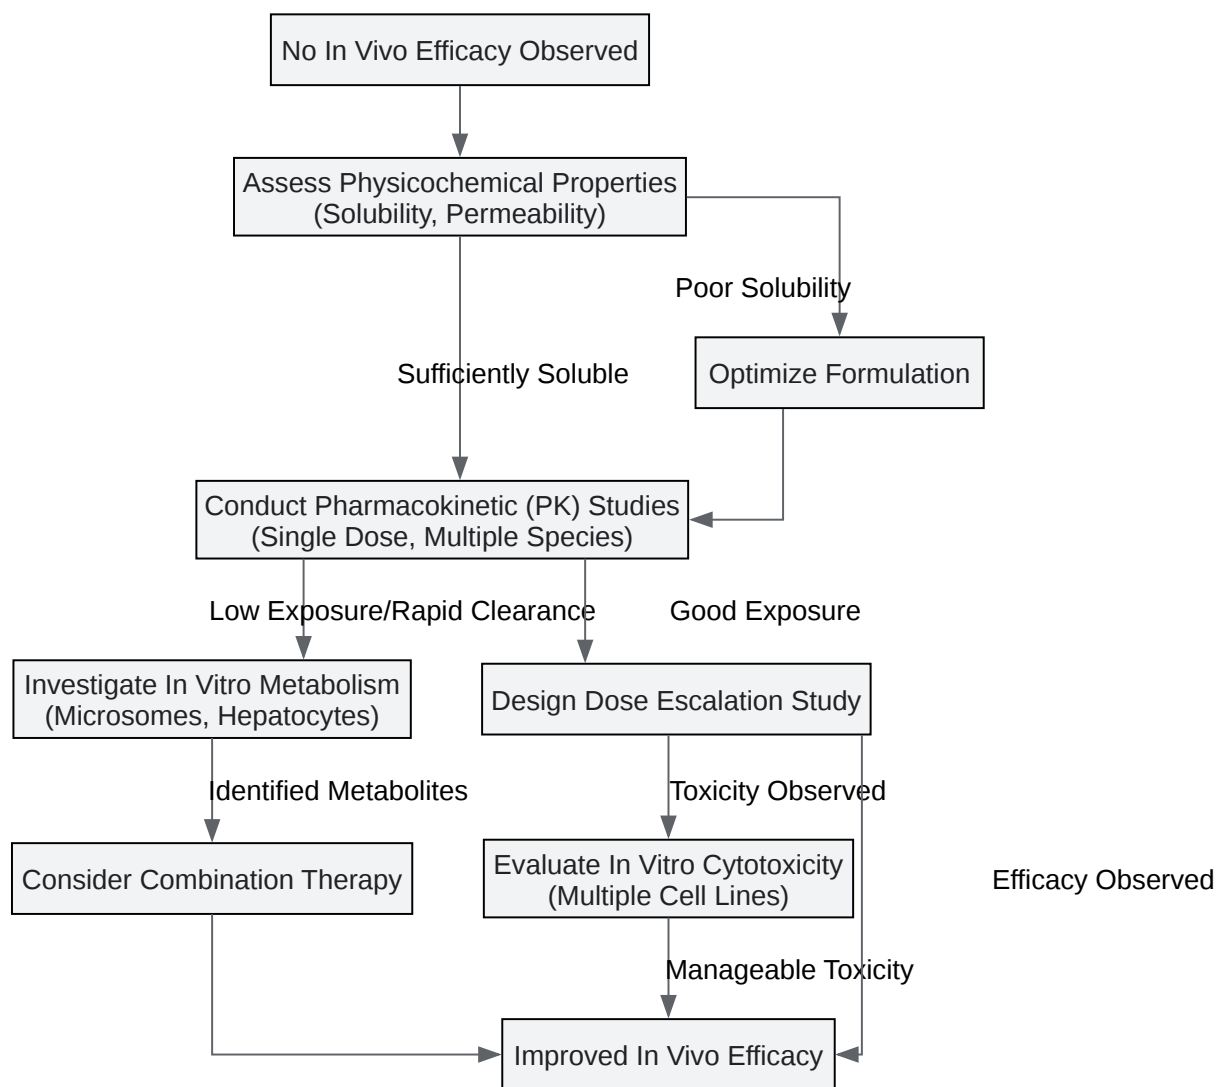 No In Vivo Efficacy Observed
Assess Physicochemical Properties
(Solubility, Permeability)
Poor Solubility
Sufficiently Soluble
Optimize Formulation
Conduct Pharmacokinetic (PK) Studies
(Single Dose, Multiple Species)
Low Exposure/Rapid Clearance
Good Exposure
Investigate In Vitro Metabolism
(Microsomes, Hepatocytes)
Design Dose Escalation Study
Identified Metabolites
Toxicity Observed
Consider Combination Therapy
Evaluate In Vitro Cytotoxicity
(Multiple Cell Lines)
Efficacy Observed
Manageable Toxicity
Improved In Vivo Efficacy